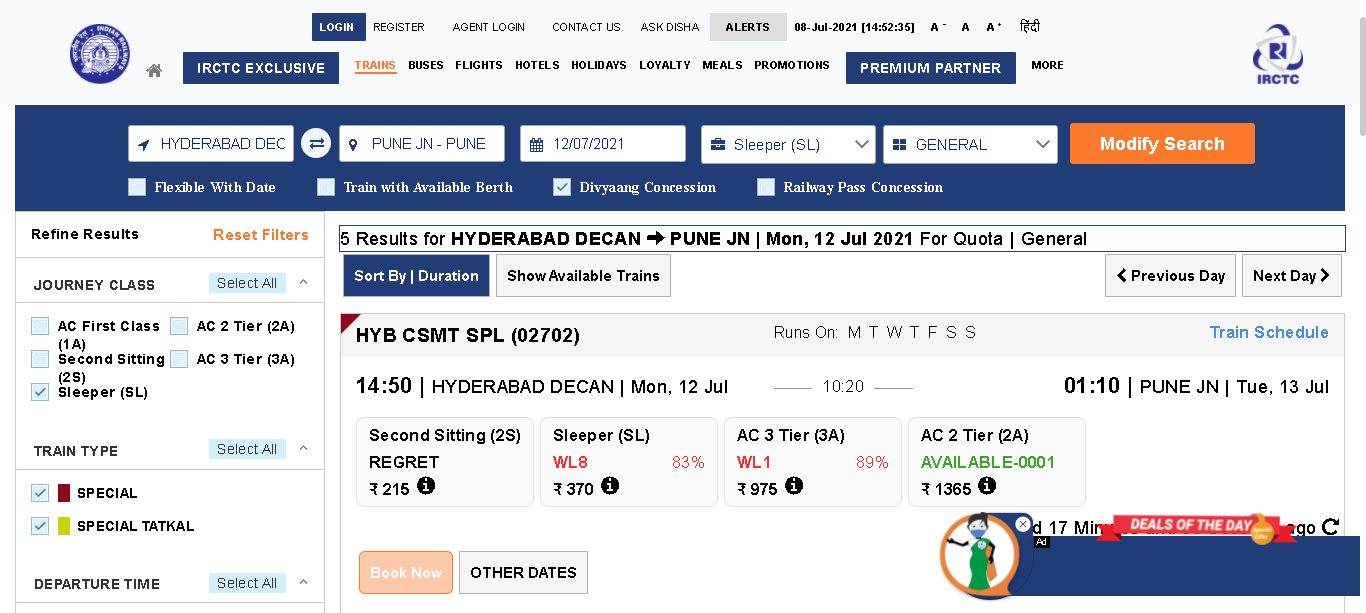 LOGIN REGISTER AGENT LOGIN CONTACT US ASK DISHA ALERTS 08-Jul-2021 [14:52:35] A - A A + हिंदी
IRCTC EXCLUSIVE TRAINS BUSES FLIGHTS HOTELS HOLIDAYS LOYALTY MEALS PROMOTIONS PREMIUM PARTNER MORE
IRCTC
HYDERABAD DEC PUNE JN - PUNE 12/07/2021 Sleeper (SL) GENERAL Modify Search
Flexible With Date Train with Available Berth Divyaang Concession Railway Pass Concession
Refine Results Reset Filters
JOURNEY CLASS Select All
AC First Class (1A) AC 2 Tier (2A)
Second Sitting (2S) AC 3 Tier (3A)
Sleeper (SL)
TRAIN TYPE Select All
SPECIAL
SPECIAL TATKAL
DEPARTURE TIME Select All
5 Results for HYDERABAD DECAN ➜ PUNE JN | Mon, 12 Jul 2021 For Quota | General
Sort By | Duration Show Available Trains Previous Day Next Day
HYB CSMT SPL (02702) Runs On: M T W T F S S Train Schedule
14:50 | HYDERABAD DECAN | Mon, 12 Jul 10:20 01:10 | PUNE JN | Tue, 13 Jul
Second Sitting (2S) Sleeper (SL) AC 3 Tier (3A) AC 2 Tier (2A)
REGRET WL8 83% WL1 89% AVAILABLE-0001
₹ 215 ₹ 370 ₹ 975 ₹ 1365
17 ago
DEALS OF THE DAY Special Offer
Ad
Book Now OTHER DATES